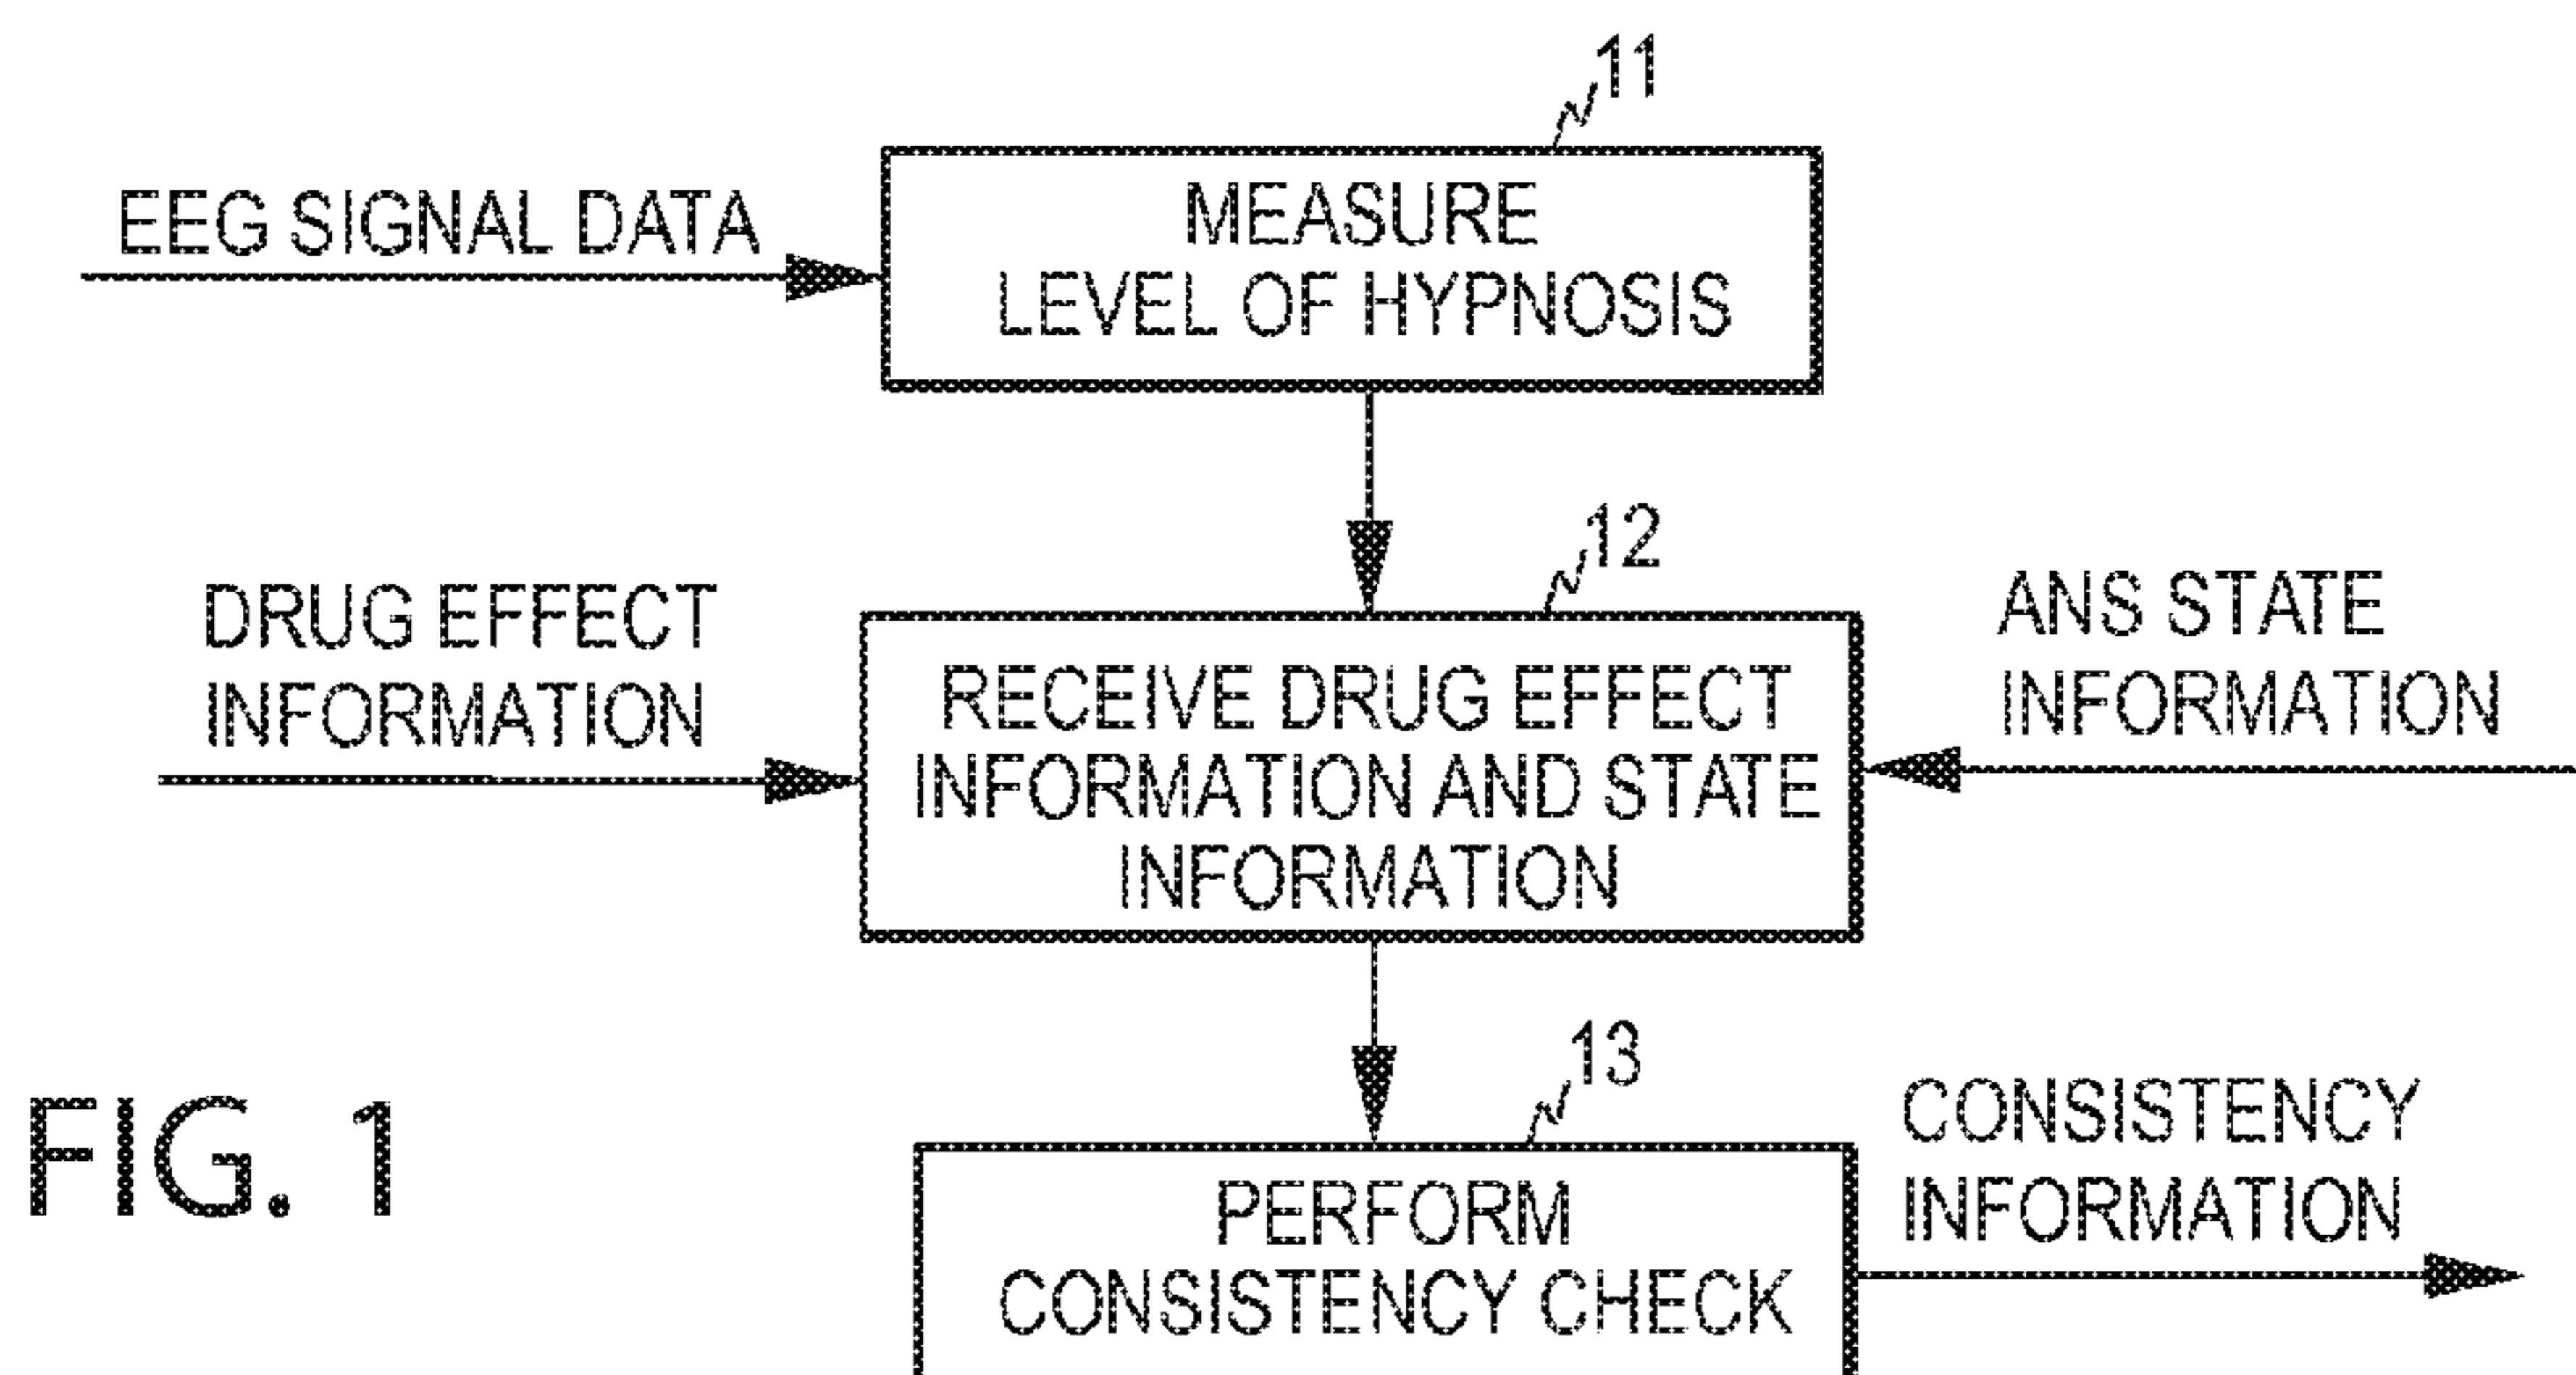 11
EEG SIGNAL DATA
MEASURE
LEVEL OF HYPNOSIS
12
DRUG EFFECT
INFORMATION
RECEIVE DRUG EFFECT
INFORMATION AND STATE
INFORMATION
ANS STATE
INFORMATION
13
PERFORM
CONSISTENCY CHECK
CONSISTENCY
INFORMATION
FIG. 1